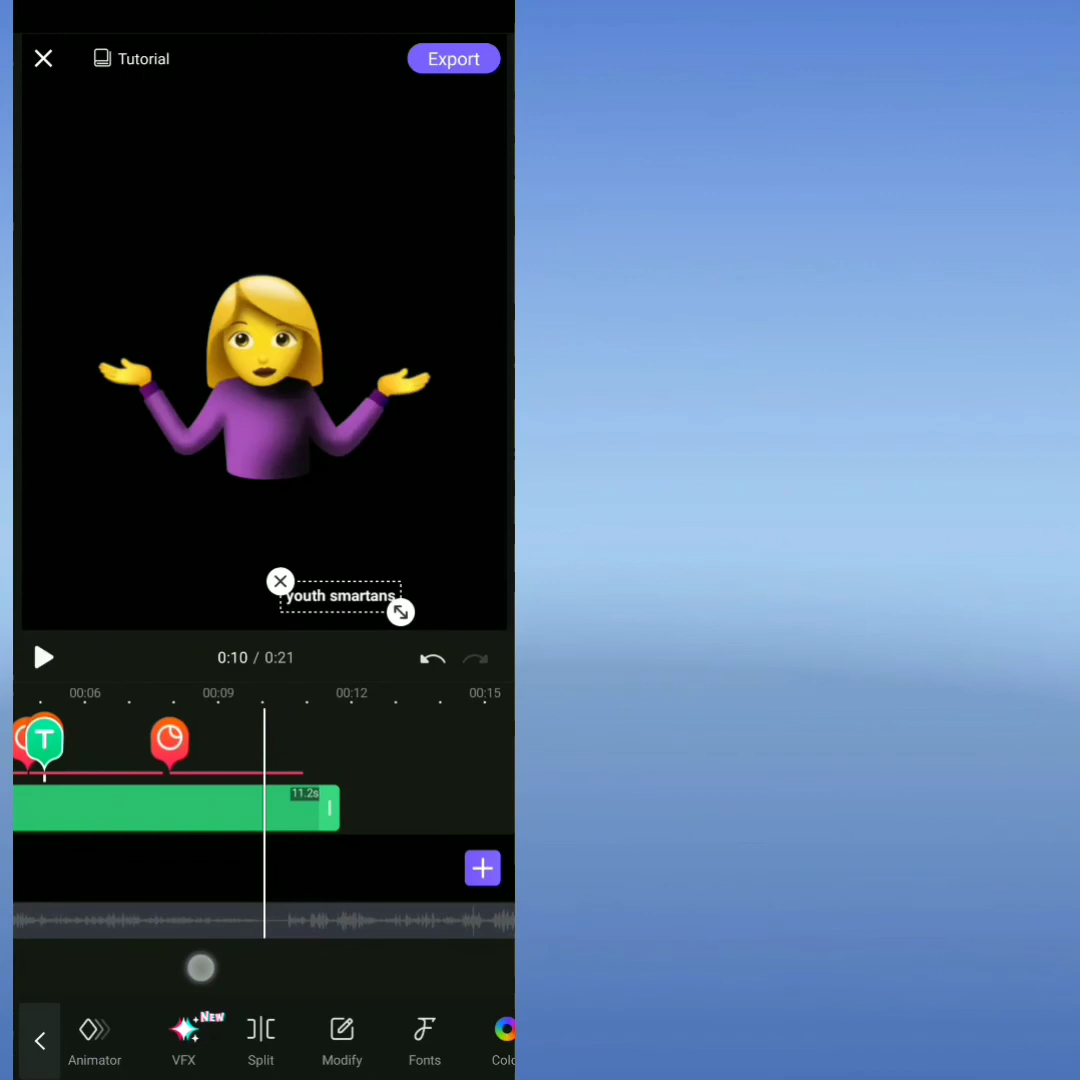 Tutorial
Export
youth smartans
0:10 / 0:21
00:06
00:09
00:12
00:15
T
11.2s
NEW
Animator
VFX
Split
Modify
Fonts
Colo